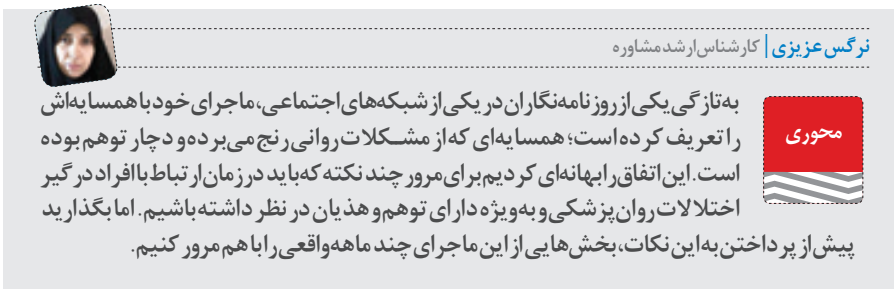 نرگس عزیزی | کارشناس ارشد مشاوره
محوری
به‌تازگی یکی از روزنامه‌نگاران در یکی از شبکه‌های اجتماعی، ماجرای خود با همسایه‌اش
را تعریف کرده است؛ همسایه‌ای که از مشکلات روانی رنج می‌برده و دچار توهم بوده
است. این اتفاق را بهانه‌ای کردیم برای مرور چند نکته که باید در زمان ارتباط با افراد درگیر
اختلالات روان‌پزشکی و به‌ویژه دارای توهم و هذیان در نظر داشته باشیم. اما بگذارید
پیش از پرداختن به این نکات، بخش‌هایی از این ماجرای چند ماهه واقعی را با هم مرور کنیم.